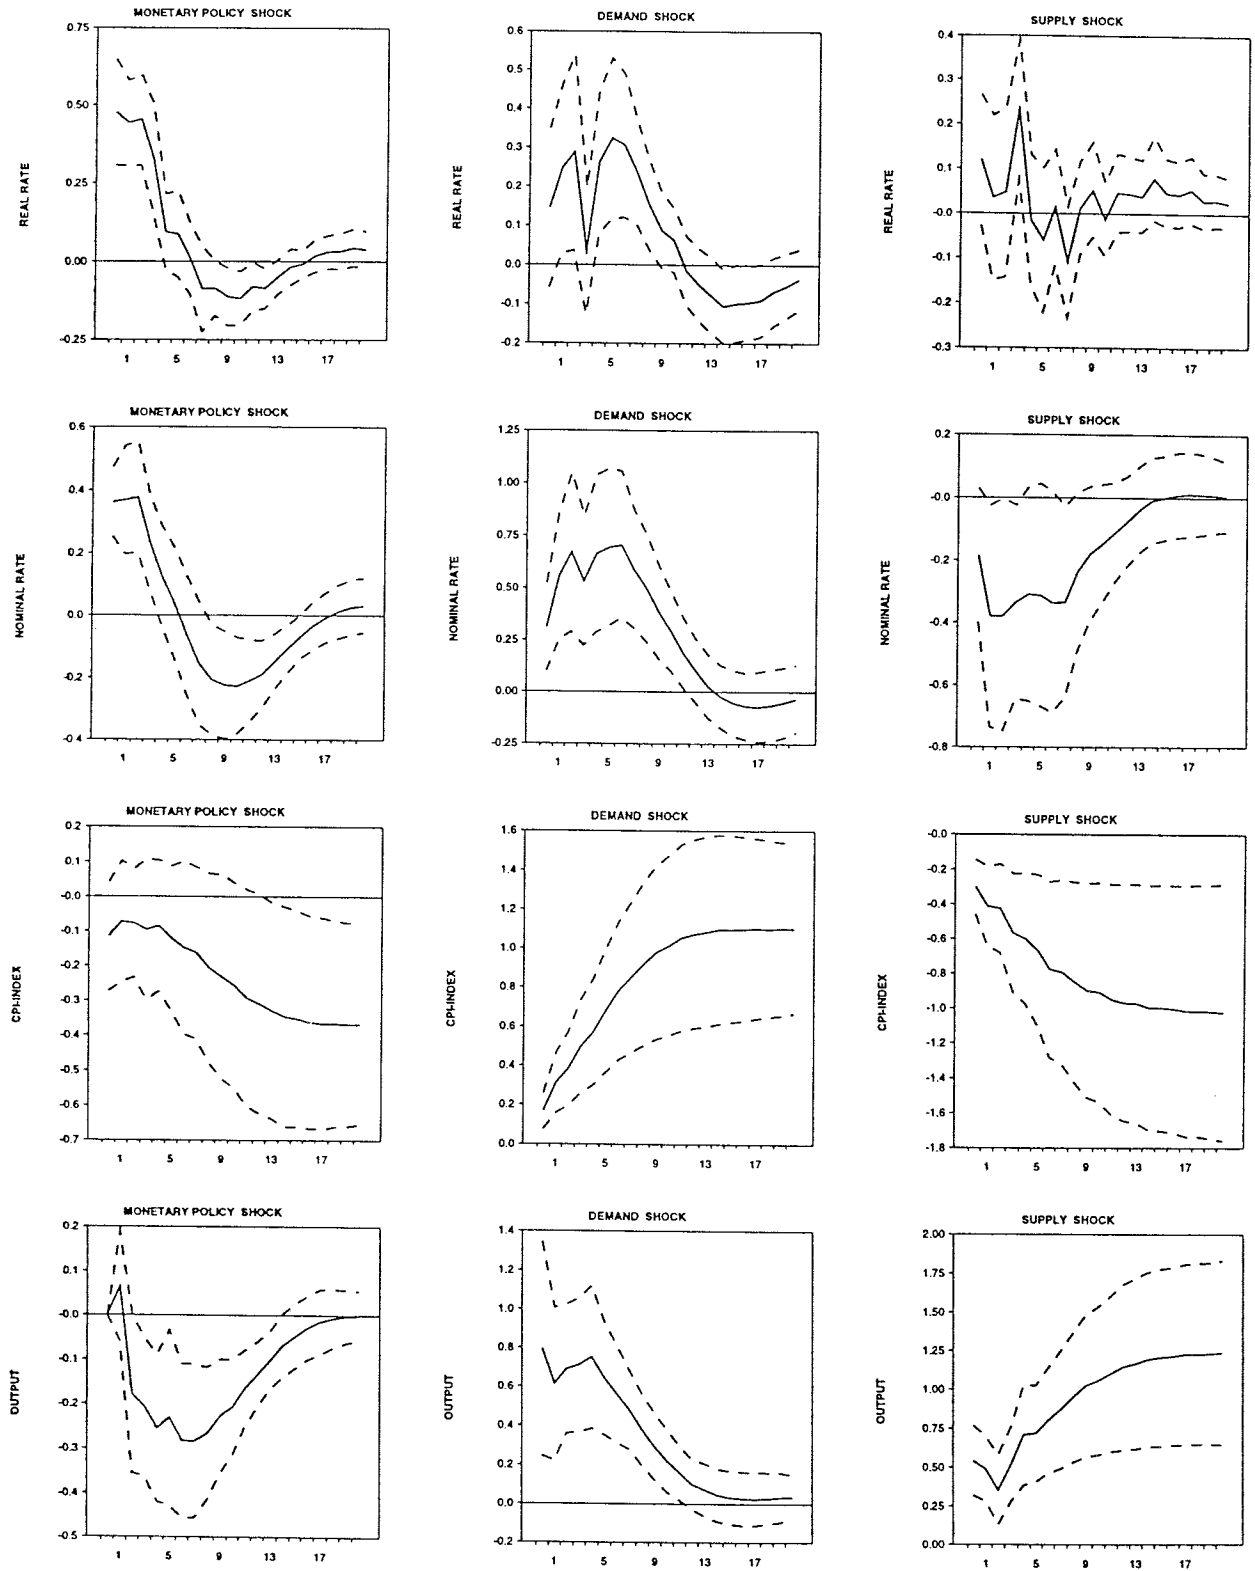 MONETARY POLICY SHOCK
0.75
0.50
0.25
0.00
-0.25
REAL RATE
1 5 9 13 17
DEMAND SHOCK
0.6
0.5
0.4
0.3
0.2
0.1
0.0
-0.1
-0.2
REAL RATE
1 5 9 13 17
SUPPLY SHOCK
0.4
0.3
0.2
0.1
-0.0
-0.1
-0.2
-0.3
REAL RATE
1 5 9 13 17
MONETARY POLICY SHOCK
0.6
0.4
0.2
0.0
-0.2
-0.4
NOMINAL RATE
1 5 9 13 17
DEMAND SHOCK
1.25
1.00
0.75
0.50
0.25
0.00
-0.25
NOMINAL RATE
1 5 9 13 17
SUPPLY SHOCK
0.2
-0.0
-0.2
-0.4
-0.6
-0.8
NOMINAL RATE
1 5 9 13 17
MONETARY POLICY SHOCK
0.2
0.1
-0.0
-0.1
-0.2
-0.3
-0.4
-0.5
-0.6
-0.7
CPI-INDEX
1 5 9 13 17
DEMAND SHOCK
1.6
1.4
1.2
1.0
0.8
0.6
0.4
0.2
0.0
CPI-INDEX
1 5 9 13 17
SUPPLY SHOCK
-0.0
-0.2
-0.4
-0.6
-0.8
-1.0
-1.2
-1.4
-1.6
-1.8
CPI-INDEX
1 5 9 13 17
MONETARY POLICY SHOCK
0.2
0.1
-0.0
-0.1
-0.2
-0.3
-0.4
-0.5
OUTPUT
1 5 9 13 17
DEMAND SHOCK
1.4
1.2
1.0
0.8
0.6
0.4
0.2
0.0
-0.2
OUTPUT
1 5 9 13 17
SUPPLY SHOCK
2.00
1.75
1.50
1.25
1.00
0.75
0.50
0.25
0.00
OUTPUT
1 5 9 13 17